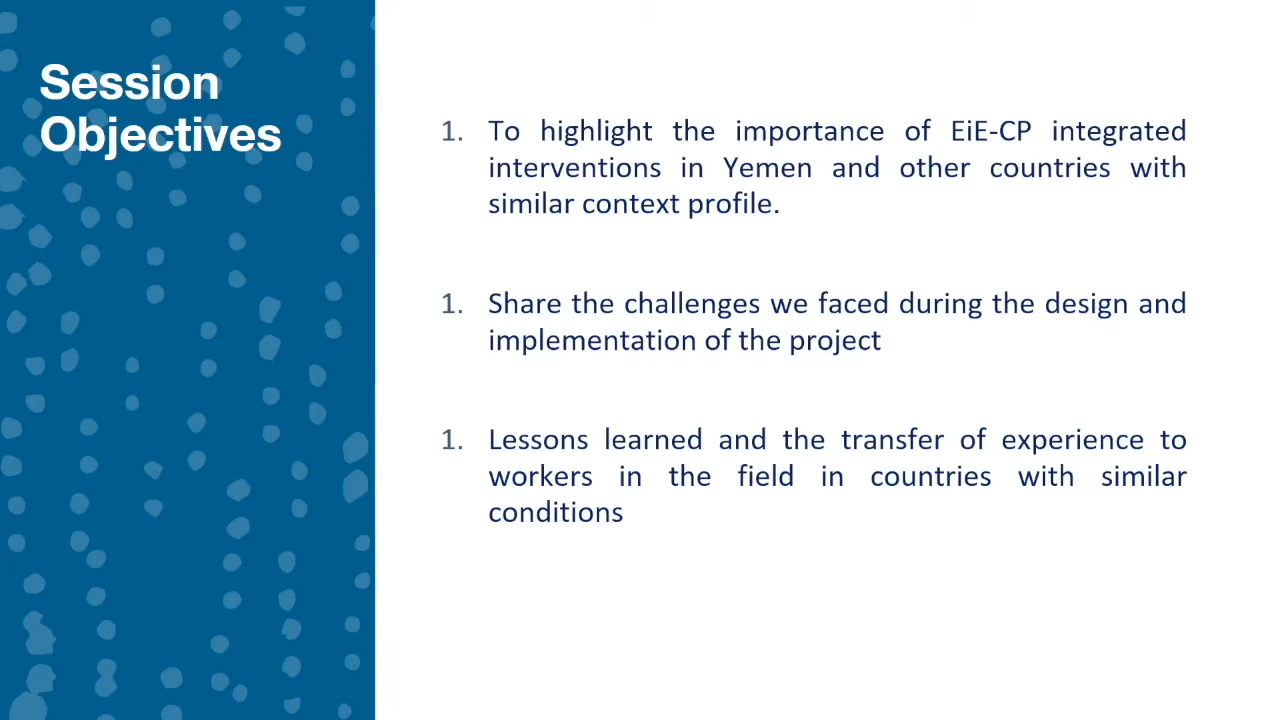 Session
Objectives
1. To highlight the importance of EiE-CP integrated
interventions in Yemen and other countries with
similar context profile.
1. Share the challenges we faced during the design and
implementation of the project
1. Lessons learned and the transfer of experience to
workers in the field in countries with similar
conditions